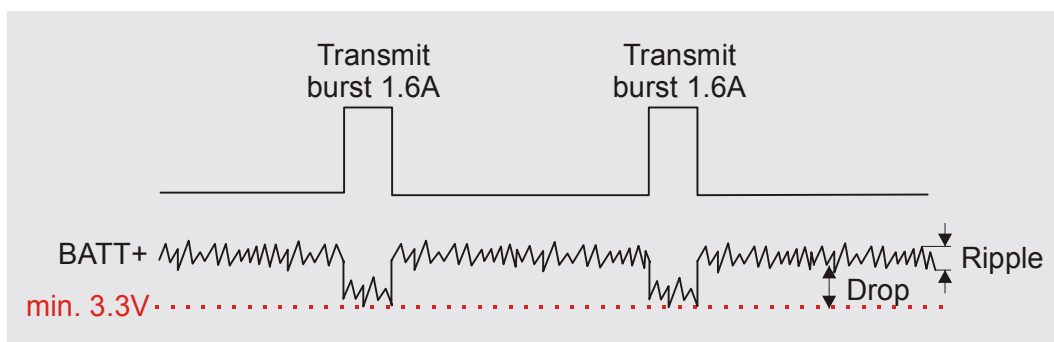 Transmit
burst 1.6A
Transmit
burst 1.6A
BATT+
Ripple
Drop
min. 3.3V